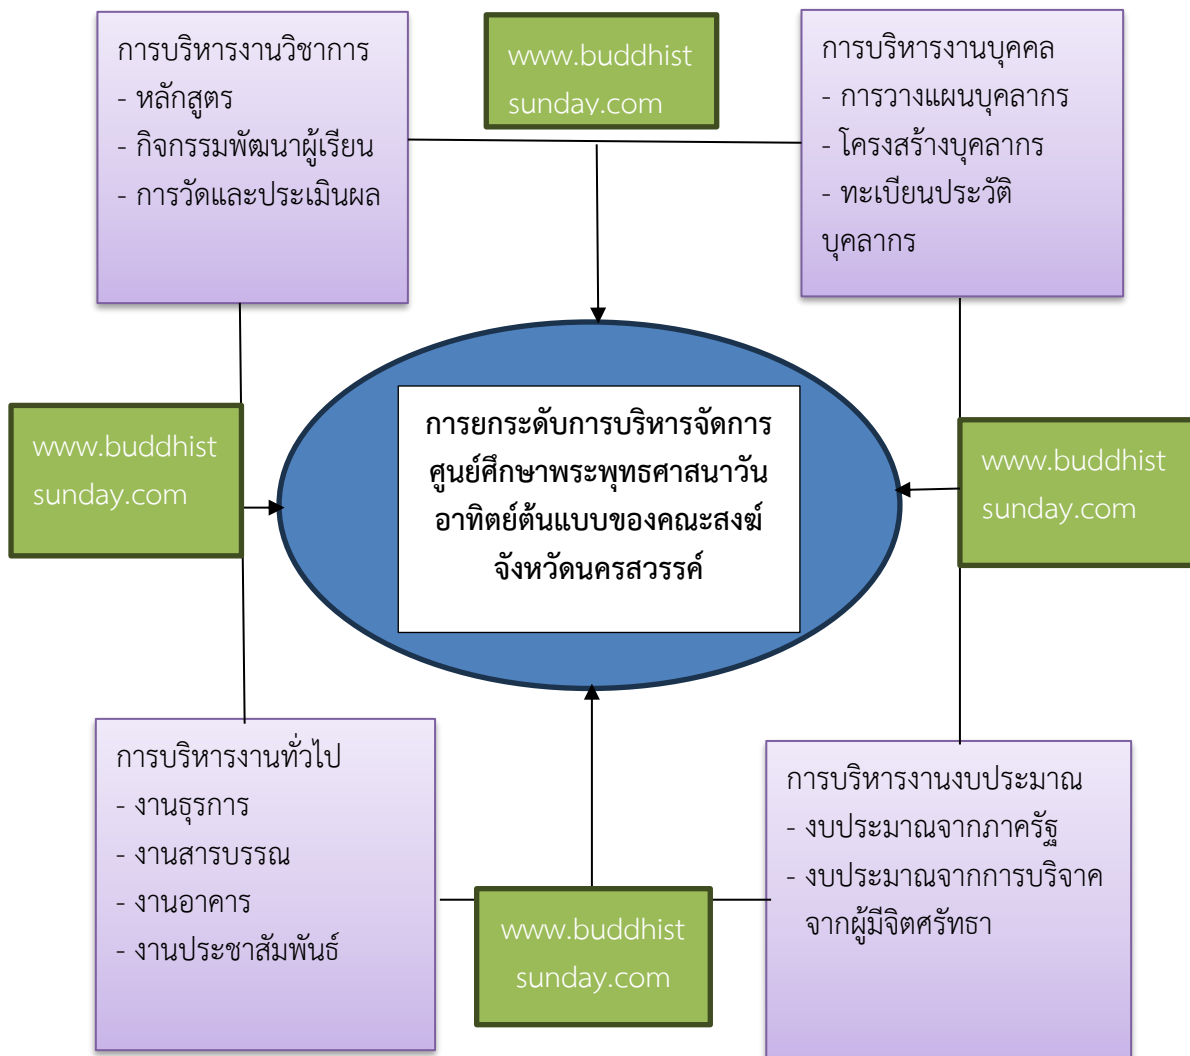 การบริหารงานวิชาการ
- หลักสูตร
- กิจกรรมพัฒนาผู้เรียน
- การวัดและประเมินผล
www.buddhist
sunday.com
การบริหารงานบุคคล
- การวางแผนบุคลากร
- โครงสร้างบุคลากร
- ทะเบียนประวัติ
บุคลากร
www.buddhist
sunday.com
การยกระดับการบริหารจัดการ
ศูนย์ศึกษาพระพุทธศาสนาวัน
อาทิตย์ต้นแบบของคณะสงฆ์
จังหวัดนครสวรรค์
www.buddhist
sunday.com
การบริหารงานทั่วไป
- งานธุรการ
- งานสารบรรณ
- งานอาคาร
- งานประชาสัมพันธ์
www.buddhist
sunday.com
การบริหารงานงบประมาณ
- งบประมาณจากภาครัฐ
- งบประมาณจากการบริจาค
จากผู้มีจิตศรัทธา